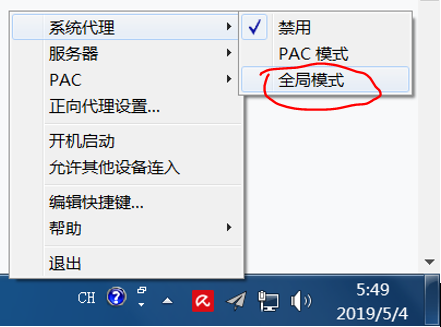 系统代理
服务器
PAC
正向代理设置...
开机启动
允许其他设备连入
编辑快捷键...
帮助
退出
禁用
PAC 模式
全局模式
CH
5:49
2019/5/4